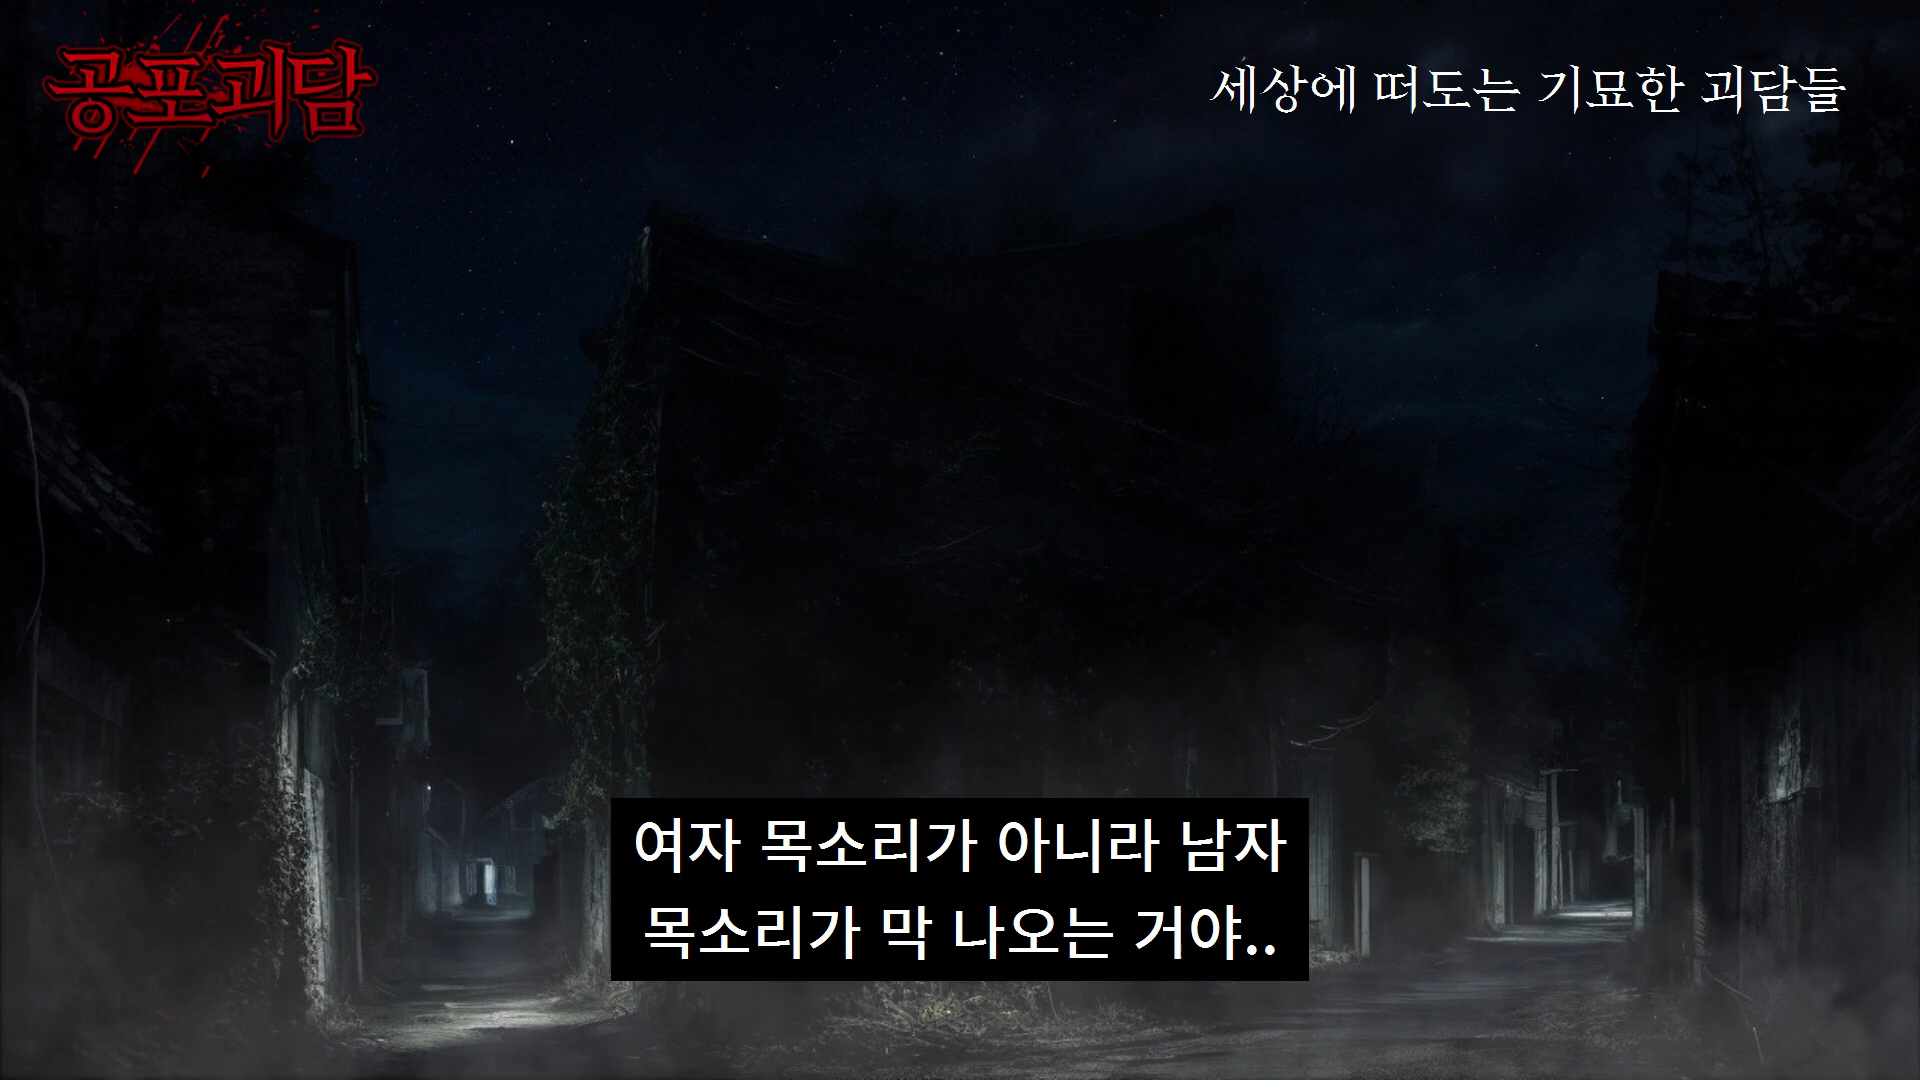 공포괴담
세상에 떠도는 기묘한 괴담들
여자 목소리가 아니라 남자
목소리가 막 나오는 거야..